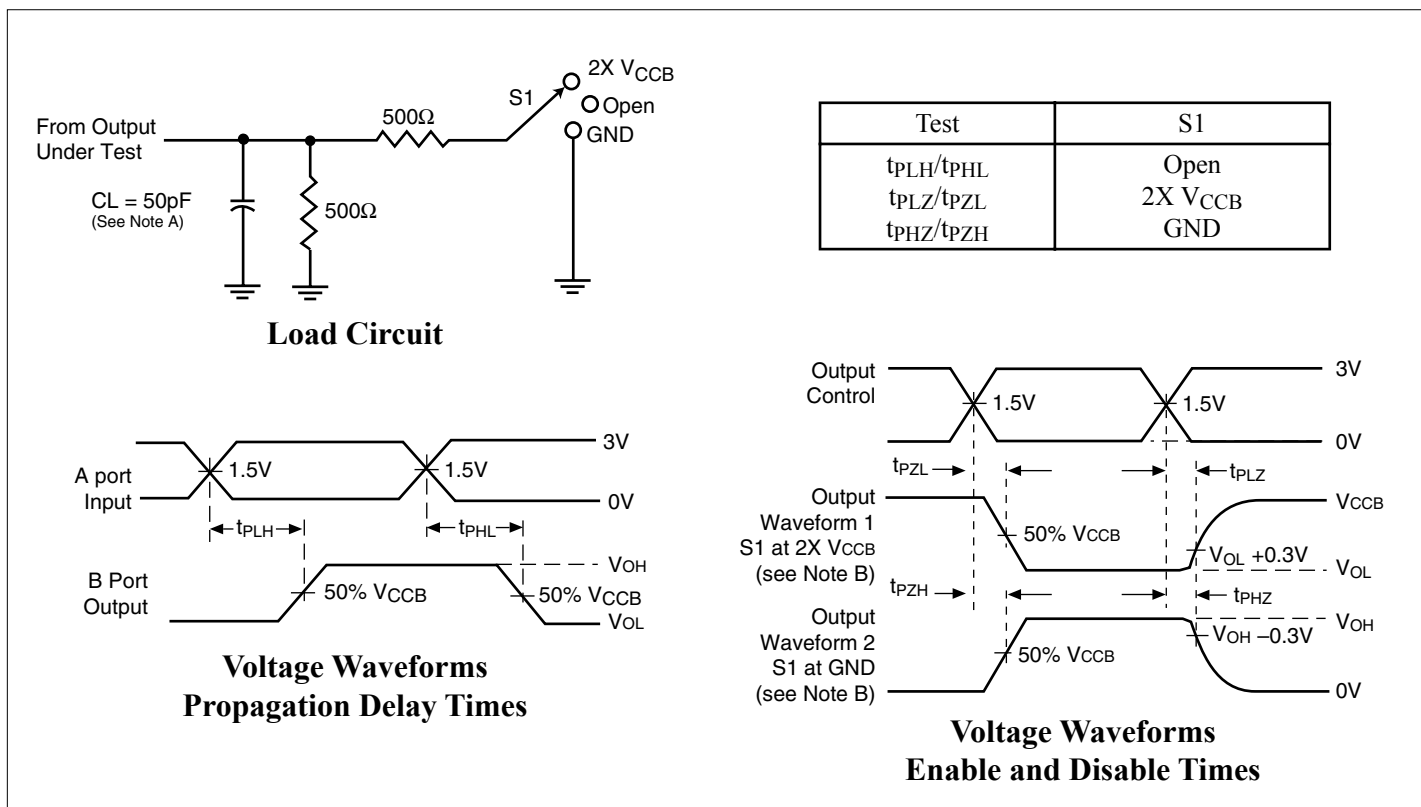 2X VCCB
S1
Open
GND
500Ω
From Output
Under Test
CL = 50pF
(See Note A)
500Ω
Load Circuit
Test S1
tPLH/tPHL Open
tPLZ/tPZL 2X VCCB
tPHZ/tPZH GND
A port
Input
1.5V
1.5V
3V
0V
tPLH
tPHL
B Port
Output
50% VCCB
50% VCCB
VOH
VOL
Voltage Waveforms
Propagation Delay Times
Output
Control
1.5V
1.5V
3V
0V
tPZL
tPLZ
Output
Waveform 1
S1 at 2X VCCB
(see Note B)
50% VCCB
VCCB
VOL +0.3V
VOL
tPZH
tPHZ
Output
Waveform 2
S1 at GND
(see Note B)
50% VCCB
VOH
VOH –0.3V
0V
Voltage Waveforms
Enable and Disable Times